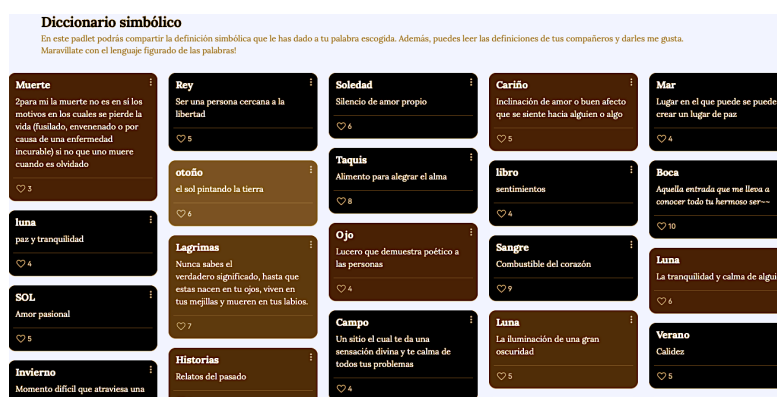 Diccionario simbólico
En este padlet podrás compartir la definición simbólica que le has dado a tu palabra escogida. Además, puedes leer las definiciones de tus compañeros y darles me gusta.
Maravíllate con el lenguaje figurado de las palabras!
Muerte
2para mi la muerte no es en sí los
motivos en los cuales se pierde la
vida (fusilado, envenenado o por
causa de una enfermedad
incurable) si no que uno muere
cuando es olvidado
3
luna
paz y tranquilidad
4
SOL
Amor pasional
5
Invierno
Momento difícil que atraviesa una
Rey
Ser una persona cercana a la
libertad
5
otoño
el sol pintando la tierra
6
Lagrimas
Nunca sabes el
verdadero significado, hasta que
estas nacen en tu ojos, viven en
tus mejillas y mueren en tus labios.
7
Historias
Relatos del pasado
Soledad
Silencio de amor propio
6
Taquis
Alimento para alegrar el alma
8
Ojo
Lucero que demuestra poético a
las personas
4
Campo
Un sitio el cual te da una
sensación divina y te calma de
todos tus problemas
4
Cariño
Inclinación de amor o buen afecto
que se siente hacia alguien o algo
5
libro
sentimientos
4
Sangre
Combustible del corazón
9
Luna
La iluminación de una gran
oscuridad
5
Mar
Lugar en el que puede se puede
crear un lugar de paz
4
Boca
Aquella entrada que me lleva a
conocer todo tu hermoso ser~~
10
Luna
La tranquilidad y calma de algui
6
Verano
Calidez
5